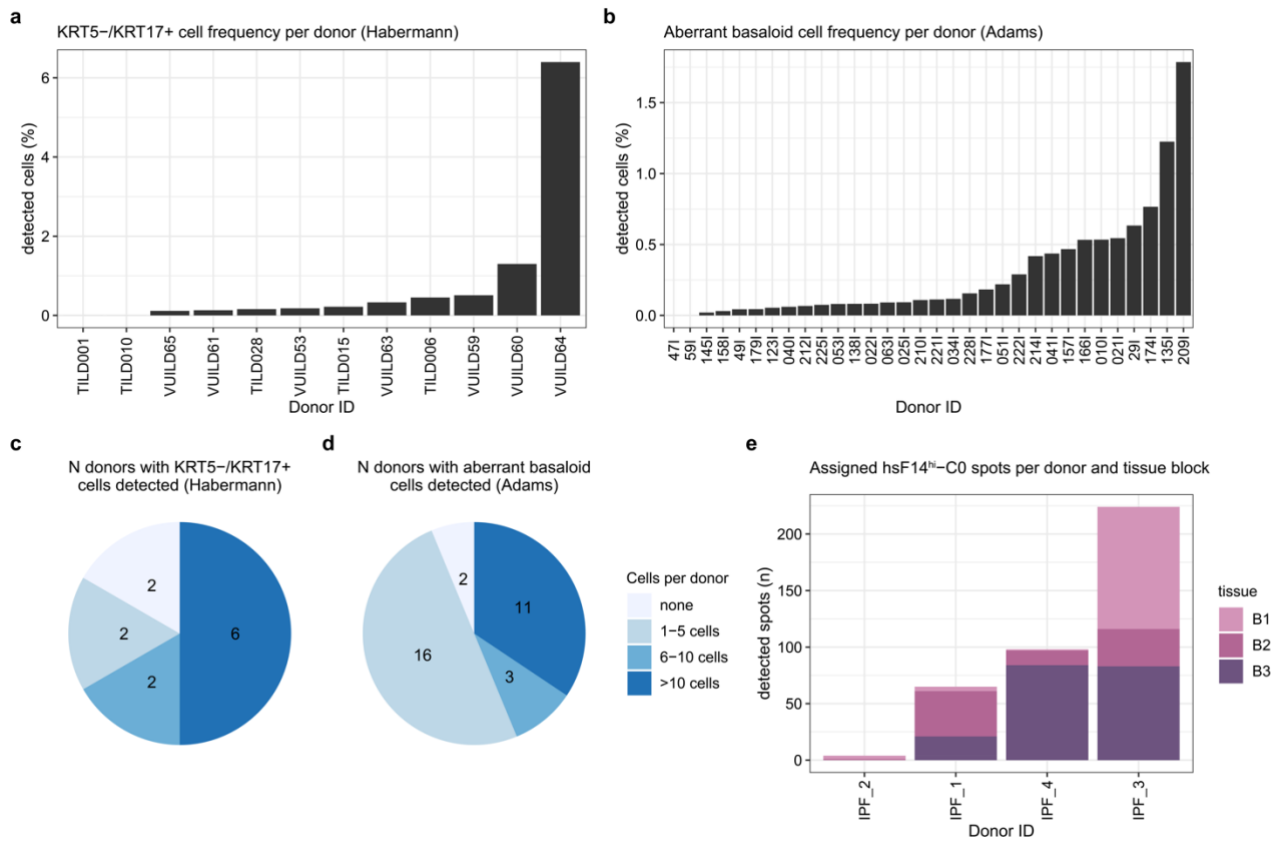 a
KRT5−/KRT17+ cell frequency per donor (Habermann)
detected cells (%)
6
4
2
0
TILD001
TILD010
VUILD65
VUILD61
TILD028
VUILD53
TILD015
VUILD63
TILD006
VUILD59
VUILD60
VUILD64
Donor ID
b
Aberrant basaloid cell frequency per donor (Adams)
detected cells (%)
1.5
1.0
0.5
0.0
47I
59I
145I
158I
49I
179I
123I
040I
212I
225I
053I
138I
022I
063I
025I
210I
221I
034I
228I
177I
051I
222I
214I
041I
157I
166I
010I
021I
29I
174I
135I
209I
Donor ID
c
N donors with KRT5−/KRT17+
cells detected (Habermann)
2
2
2
6
d
N donors with aberrant basaloid
cells detected (Adams)
2
16
3
11
Cells per donor
none
1−5 cells
6−10 cells
>10 cells
e
Assigned hsF14ʰⁱ−C0 spots per donor and tissue block
detected spots (n)
200
150
100
50
0
IPF_2
IPF_1
IPF_4
IPF_3
Donor ID
tissue
B1
B2
B3